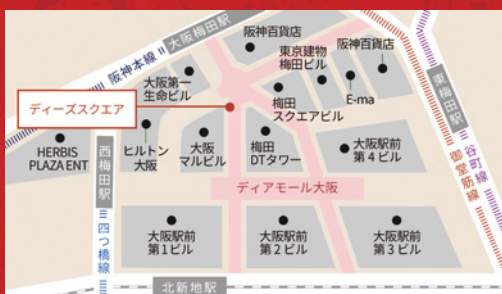 大阪梅田駅
阪神本線
阪神百貨店
東京建物
梅田ビル
阪神百貨店
大阪第一
生命ビル
梅田
スクエアビル
E-ma
東梅田駅
ディーズスクエア
HERBIS
PLAZA ENT
西梅田駅
ヒルトン
大阪
大阪
マルビル
梅田
DTタワー
大阪駅前
第4ビル
谷町線
御堂筋線
ディアモール大阪
四つ橋線
大阪駅前
第1ビル
大阪駅前
第2ビル
大阪駅前
第3ビル
北新地駅